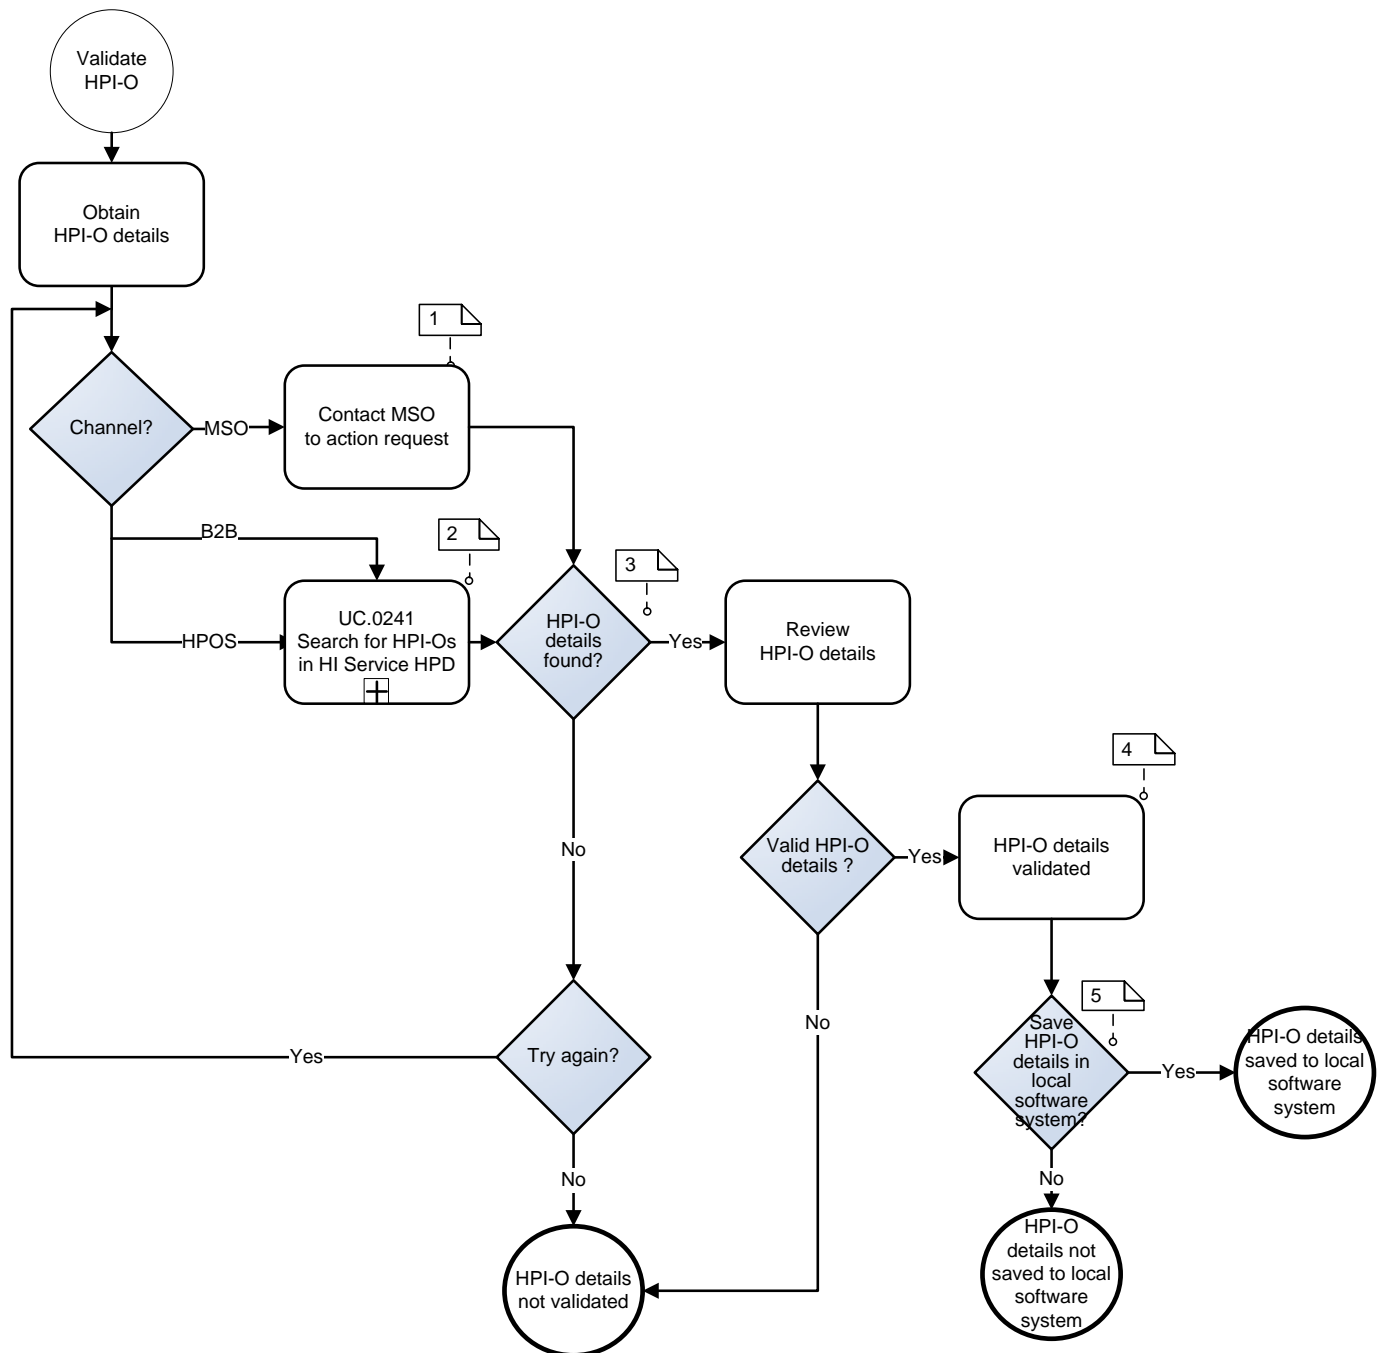 Validate
HPI-O
Obtain
HPI-O details
1
Channel?
MSO
Contact MSO
to action request
B2B
2
3
HPOS
UC.0241
Search for HPI-Os
in HI Service HPD
HPI-O
details
found?
Yes
Review
HPI-O details
4
No
Valid HPI-O
details ?
Yes
HPI-O details
validated
No
5
Yes
Try again?
Save
HPI-O
details in
local
software
system?
Yes
HPI-O details
saved to local
software
system
No
No
HPI-O details
not validated
HPI-O
details not
saved to local
software
system